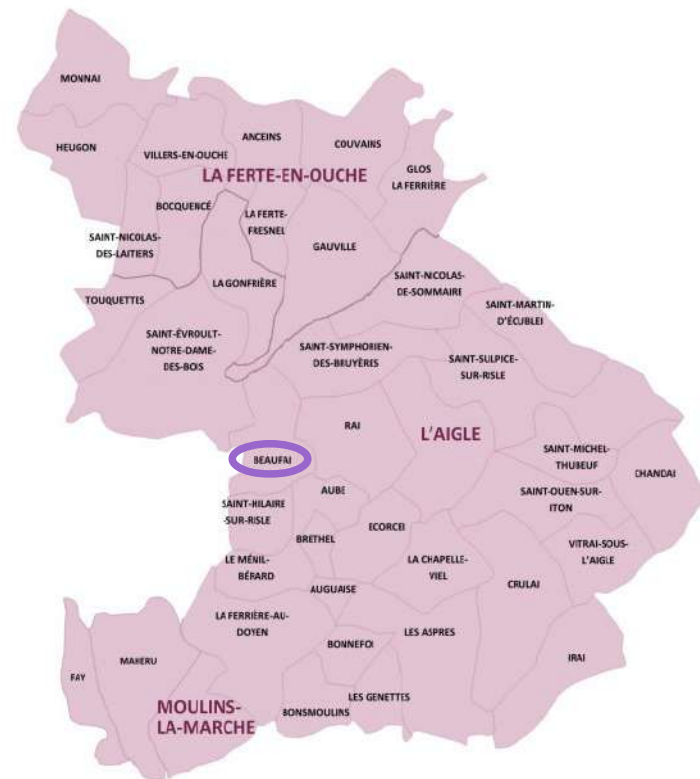 MONNAI
HEUGON
VILLERS-EN-OUCHE
ANCEINS
COUVAINS
GLOS
LA FERRIÈRE
LA FERTE-EN-OUCHE
BOCQUENCÉ
LA FERTE-
FRESNEL
SAINT-NICOLAS-
DES-LAITIERS
GAUVILLE
LA GONFRIÈRE
SAINT-NICOLAS-
DE-SOMMAIRE
TOUQUETTES
SAINT-MARTIN-
D'ÉCUBLEI
SAINT-ÉVROULT-
NOTRE-DAME-
DES-BOIS
SAINT-SYMPHORIEN-
DES-BRUYÈRES
SAINT-SULPICE-
SUR-RISLE
RAI
L'AIGLE
BEAUFAI
SAINT-MICHEL-
THUBEUF
CHANDAI
AUBE
SAINT-OUEN-SUR-
ITON
SAINT-HILAIRE
-SUR-RISLE
ECORCEI
BRETHEL
VITRAI-SOUS-
L'AIGLE
LE MÉNIL-
BÉRARD
LA CHAPELLE-
VIEL
CRULAI
AUGUAISE
LA FERRIÈRE-AU-
DOYEN
LES ASPRES
BONNEFOI
IRAI
MAHERU
FAY
LES GENETTES
MOULINS-
LA-MARCHE
BONSMOULINS